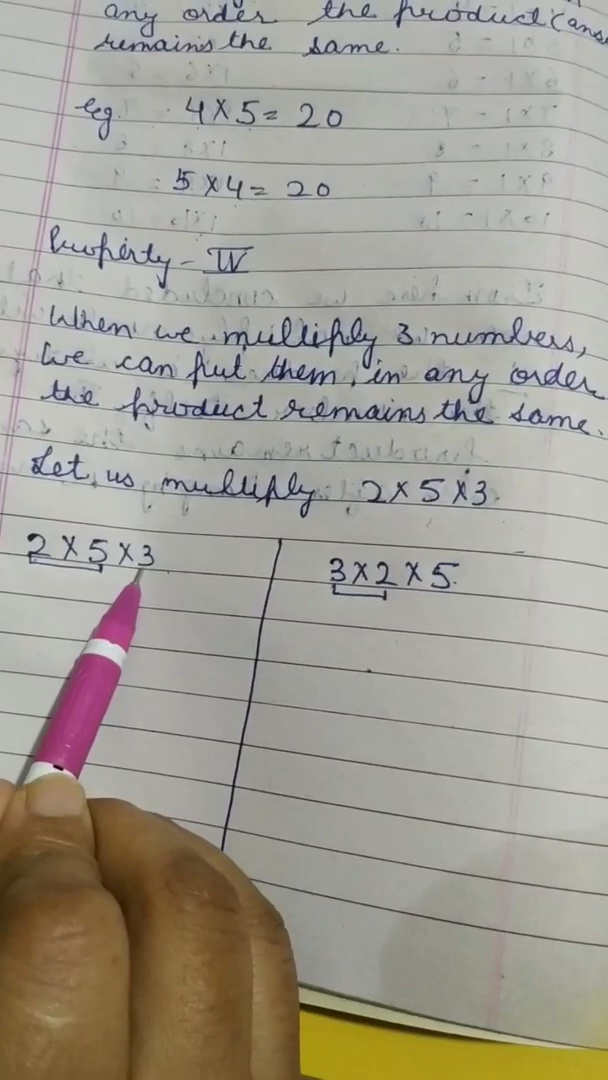 any order the product (ans
remains the same.
eg. 4 X 5 = 20
5 X 4 = 20
Property - IV
When we multiply 3 numbers,
We can put them in any order
the product remains the same.
Let us multiply 2 X 5 X 3
2 X 5 X 3
3 X 2 X 5